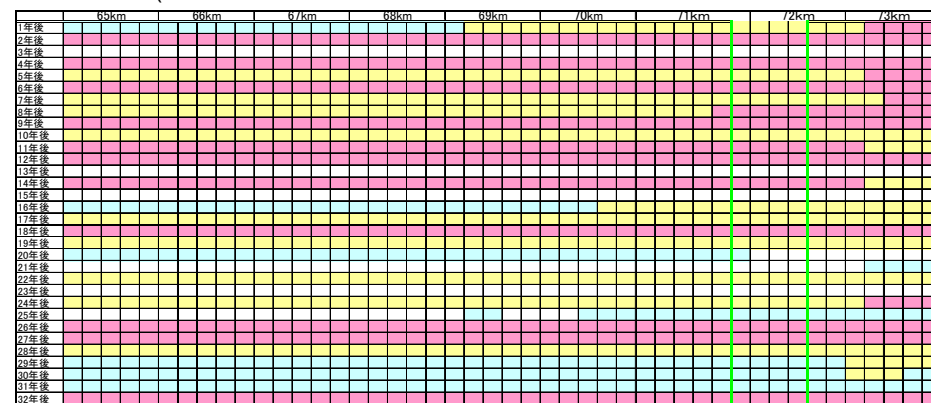 65km 66km 67km 68km 69km 70km 71km 72km 73km
1年後
2年後
3年後
4年後
5年後
6年後
7年後
8年後
9年後
10年後
11年後
12年後
13年後
14年後
15年後
16年後
17年後
18年後
19年後
20年後
21年後
22年後
23年後
24年後
25年後
26年後
27年後
28年後
29年後
30年後
31年後
32年後